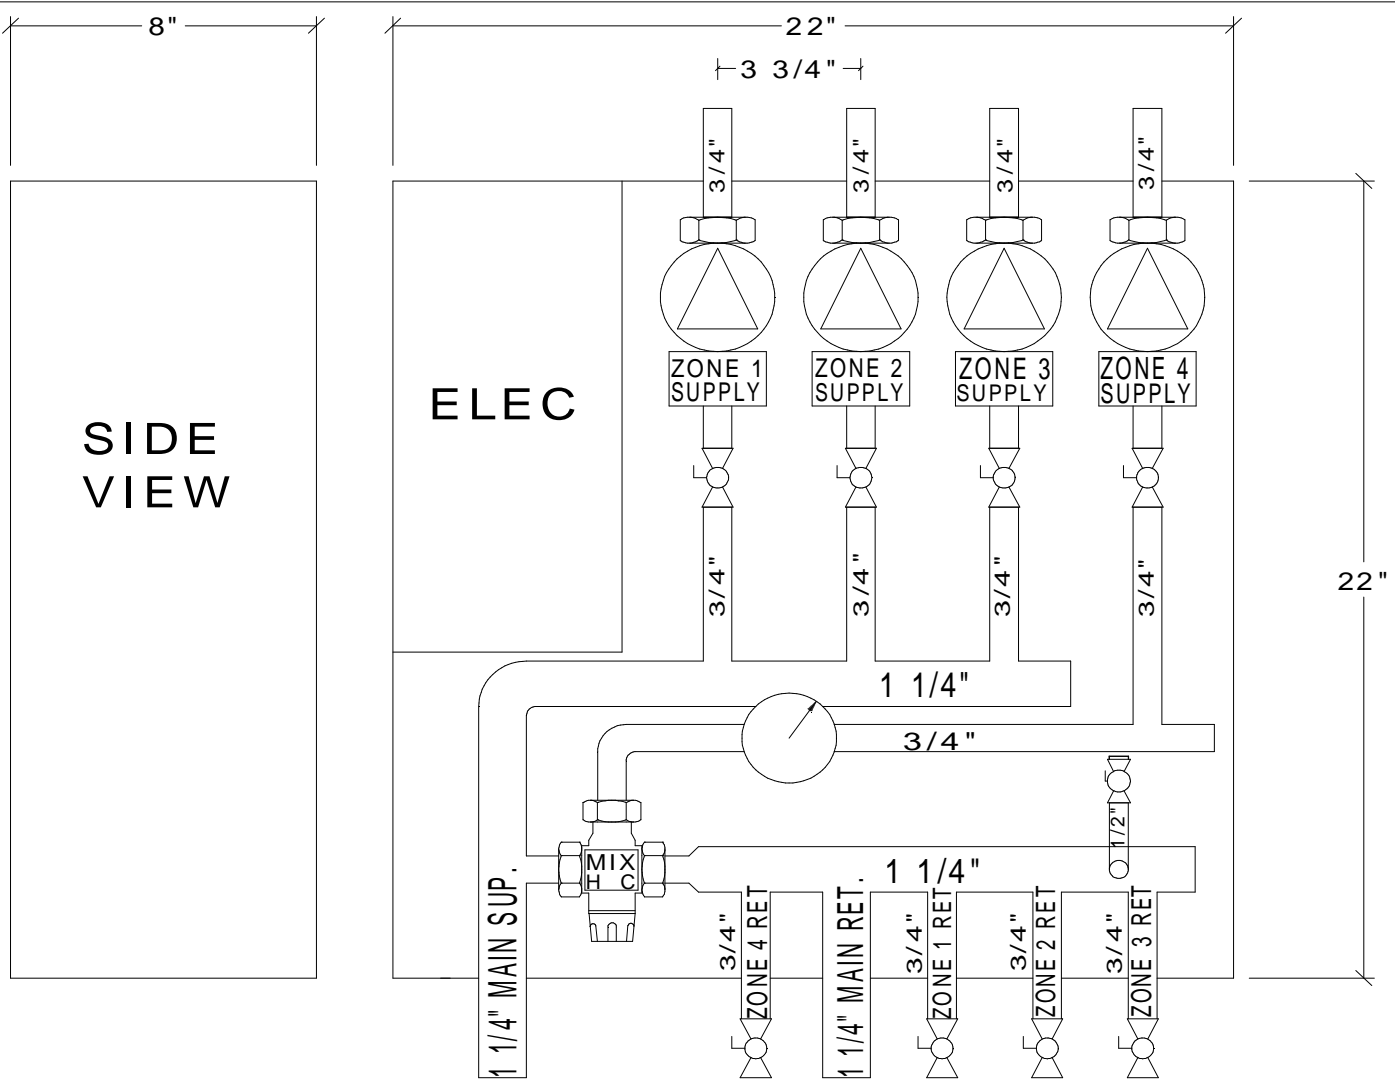 8"
22"
3 3/4"
3/4"
3/4"
3/4"
3/4"
ZONE 1
SUPPLY
ZONE 2
SUPPLY
ZONE 3
SUPPLY
ZONE 4
SUPPLY
ELEC
SIDE
VIEW
3/4"
3/4"
3/4"
3/4"
22"
1 1/4"
3/4"
1/2"
MIX
H C
1 1/4"
1 1/4" MAIN SUP.
3/4"
ZONE 4 RET
1 1/4" MAIN RET.
3/4"
ZONE 1 RET
3/4"
ZONE 2 RET
3/4"
ZONE 3 RET